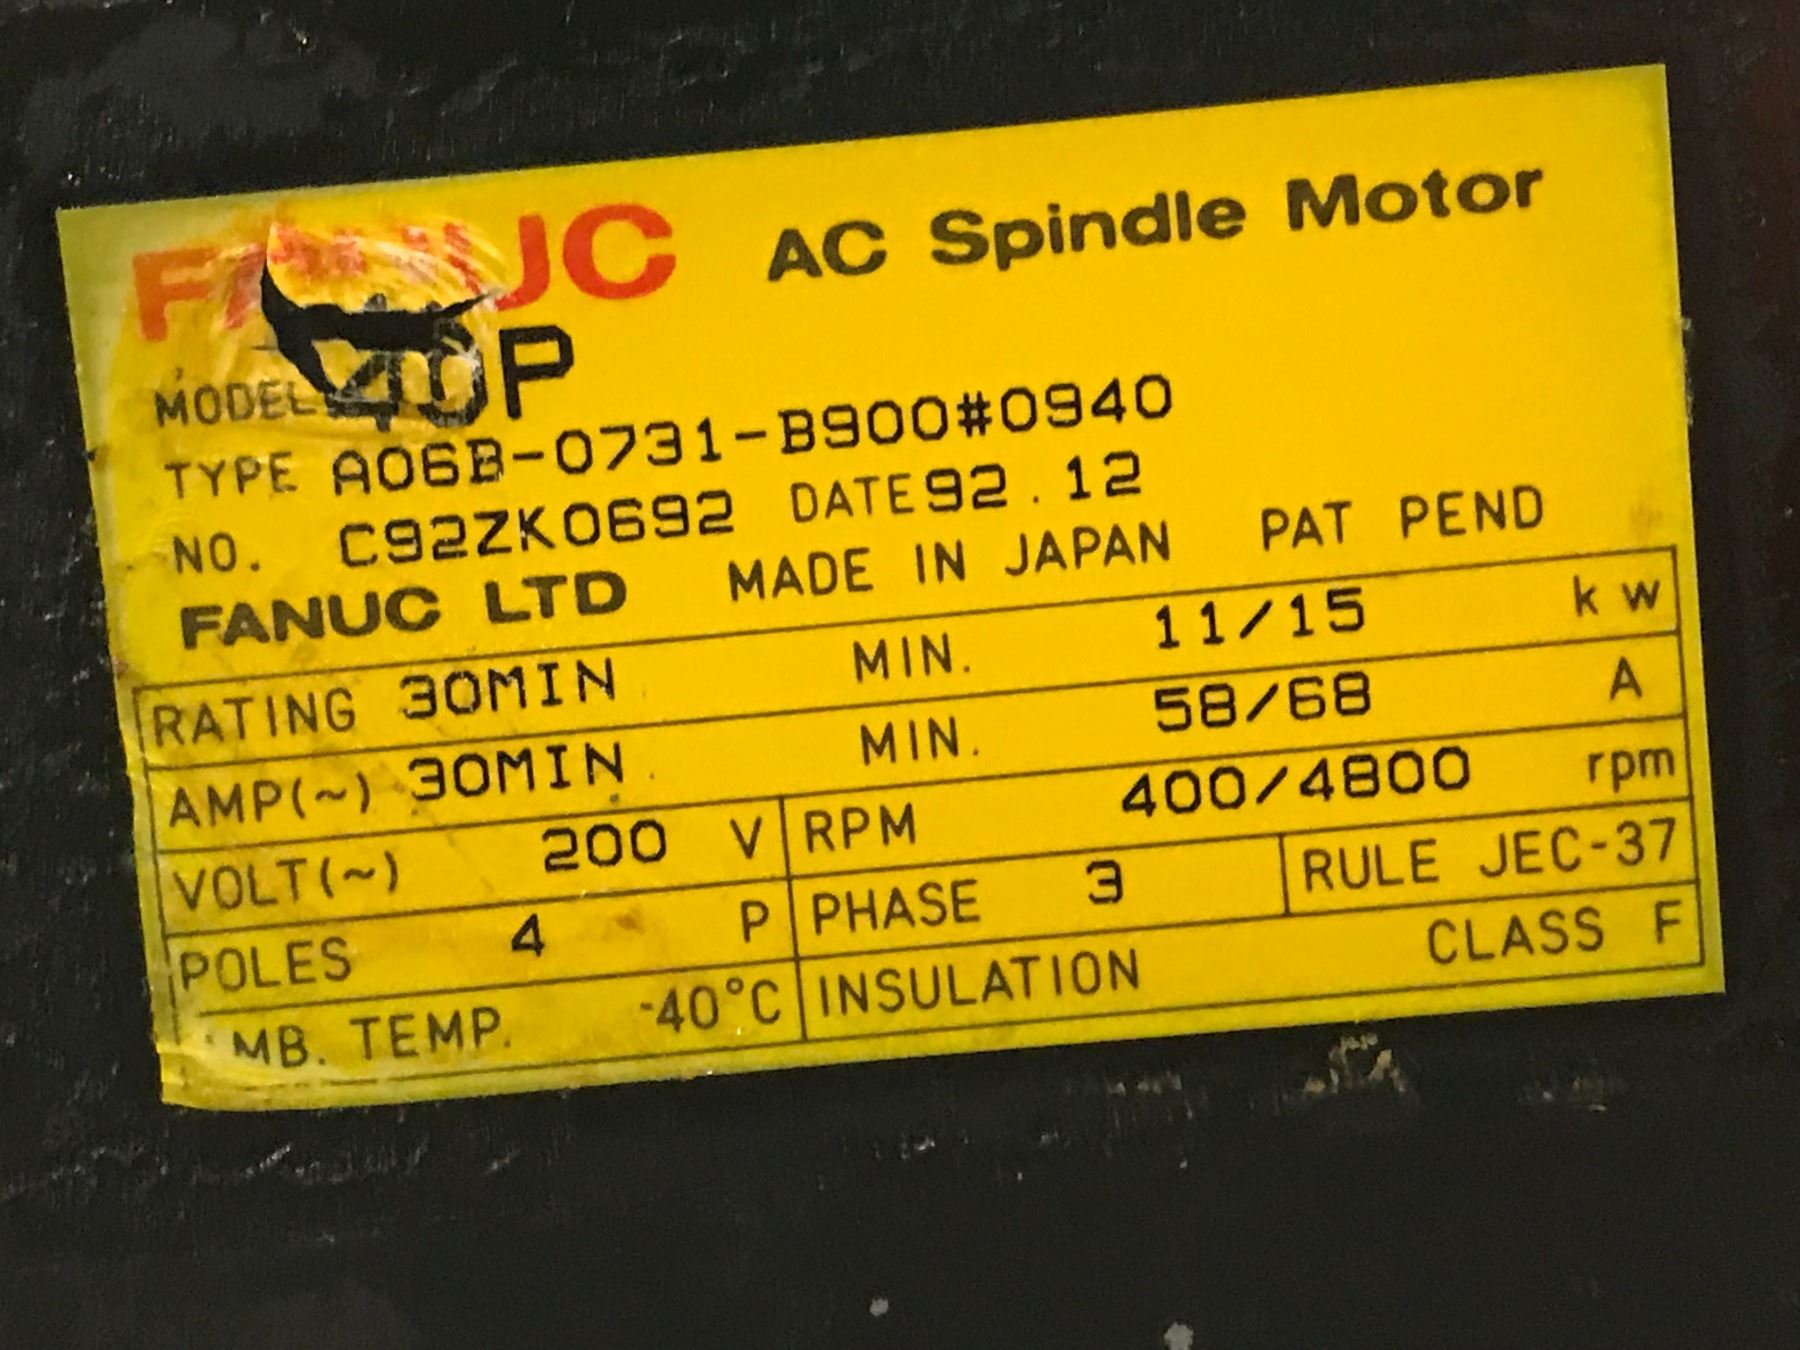 FANUC AC Spindle Motor
MODEL 40P
TYPE A06B-0731-B900#0940
NO. C92ZK0692 DATE 92.12
FANUC LTD MADE IN JAPAN PAT PEND
RATING 30MIN MIN. 11/15 kw
AMP(~) 30MIN MIN. 58/68 A
VOLT(~) 200 V RPM 400/4800 rpm
POLES 4 P PHASE 3 RULE JEC-37
MB. TEMP. -40°C INSULATION CLASS F